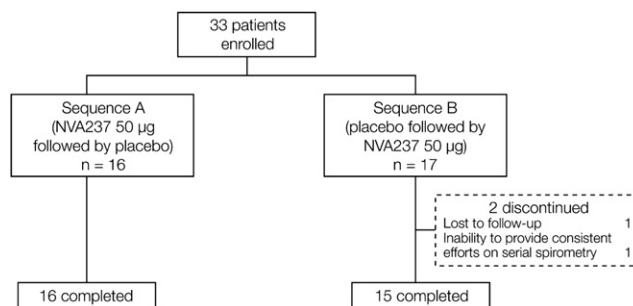 33 patients
enrolled
Sequence A
(NVA237 50 µg
followed by placebo)
n = 16
Sequence B
(placebo followed by
NVA237 50 µg)
n = 17
2 discontinued
Lost to follow-up 1
Inability to provide consistent
efforts on serial spirometry 1
16 completed
15 completed